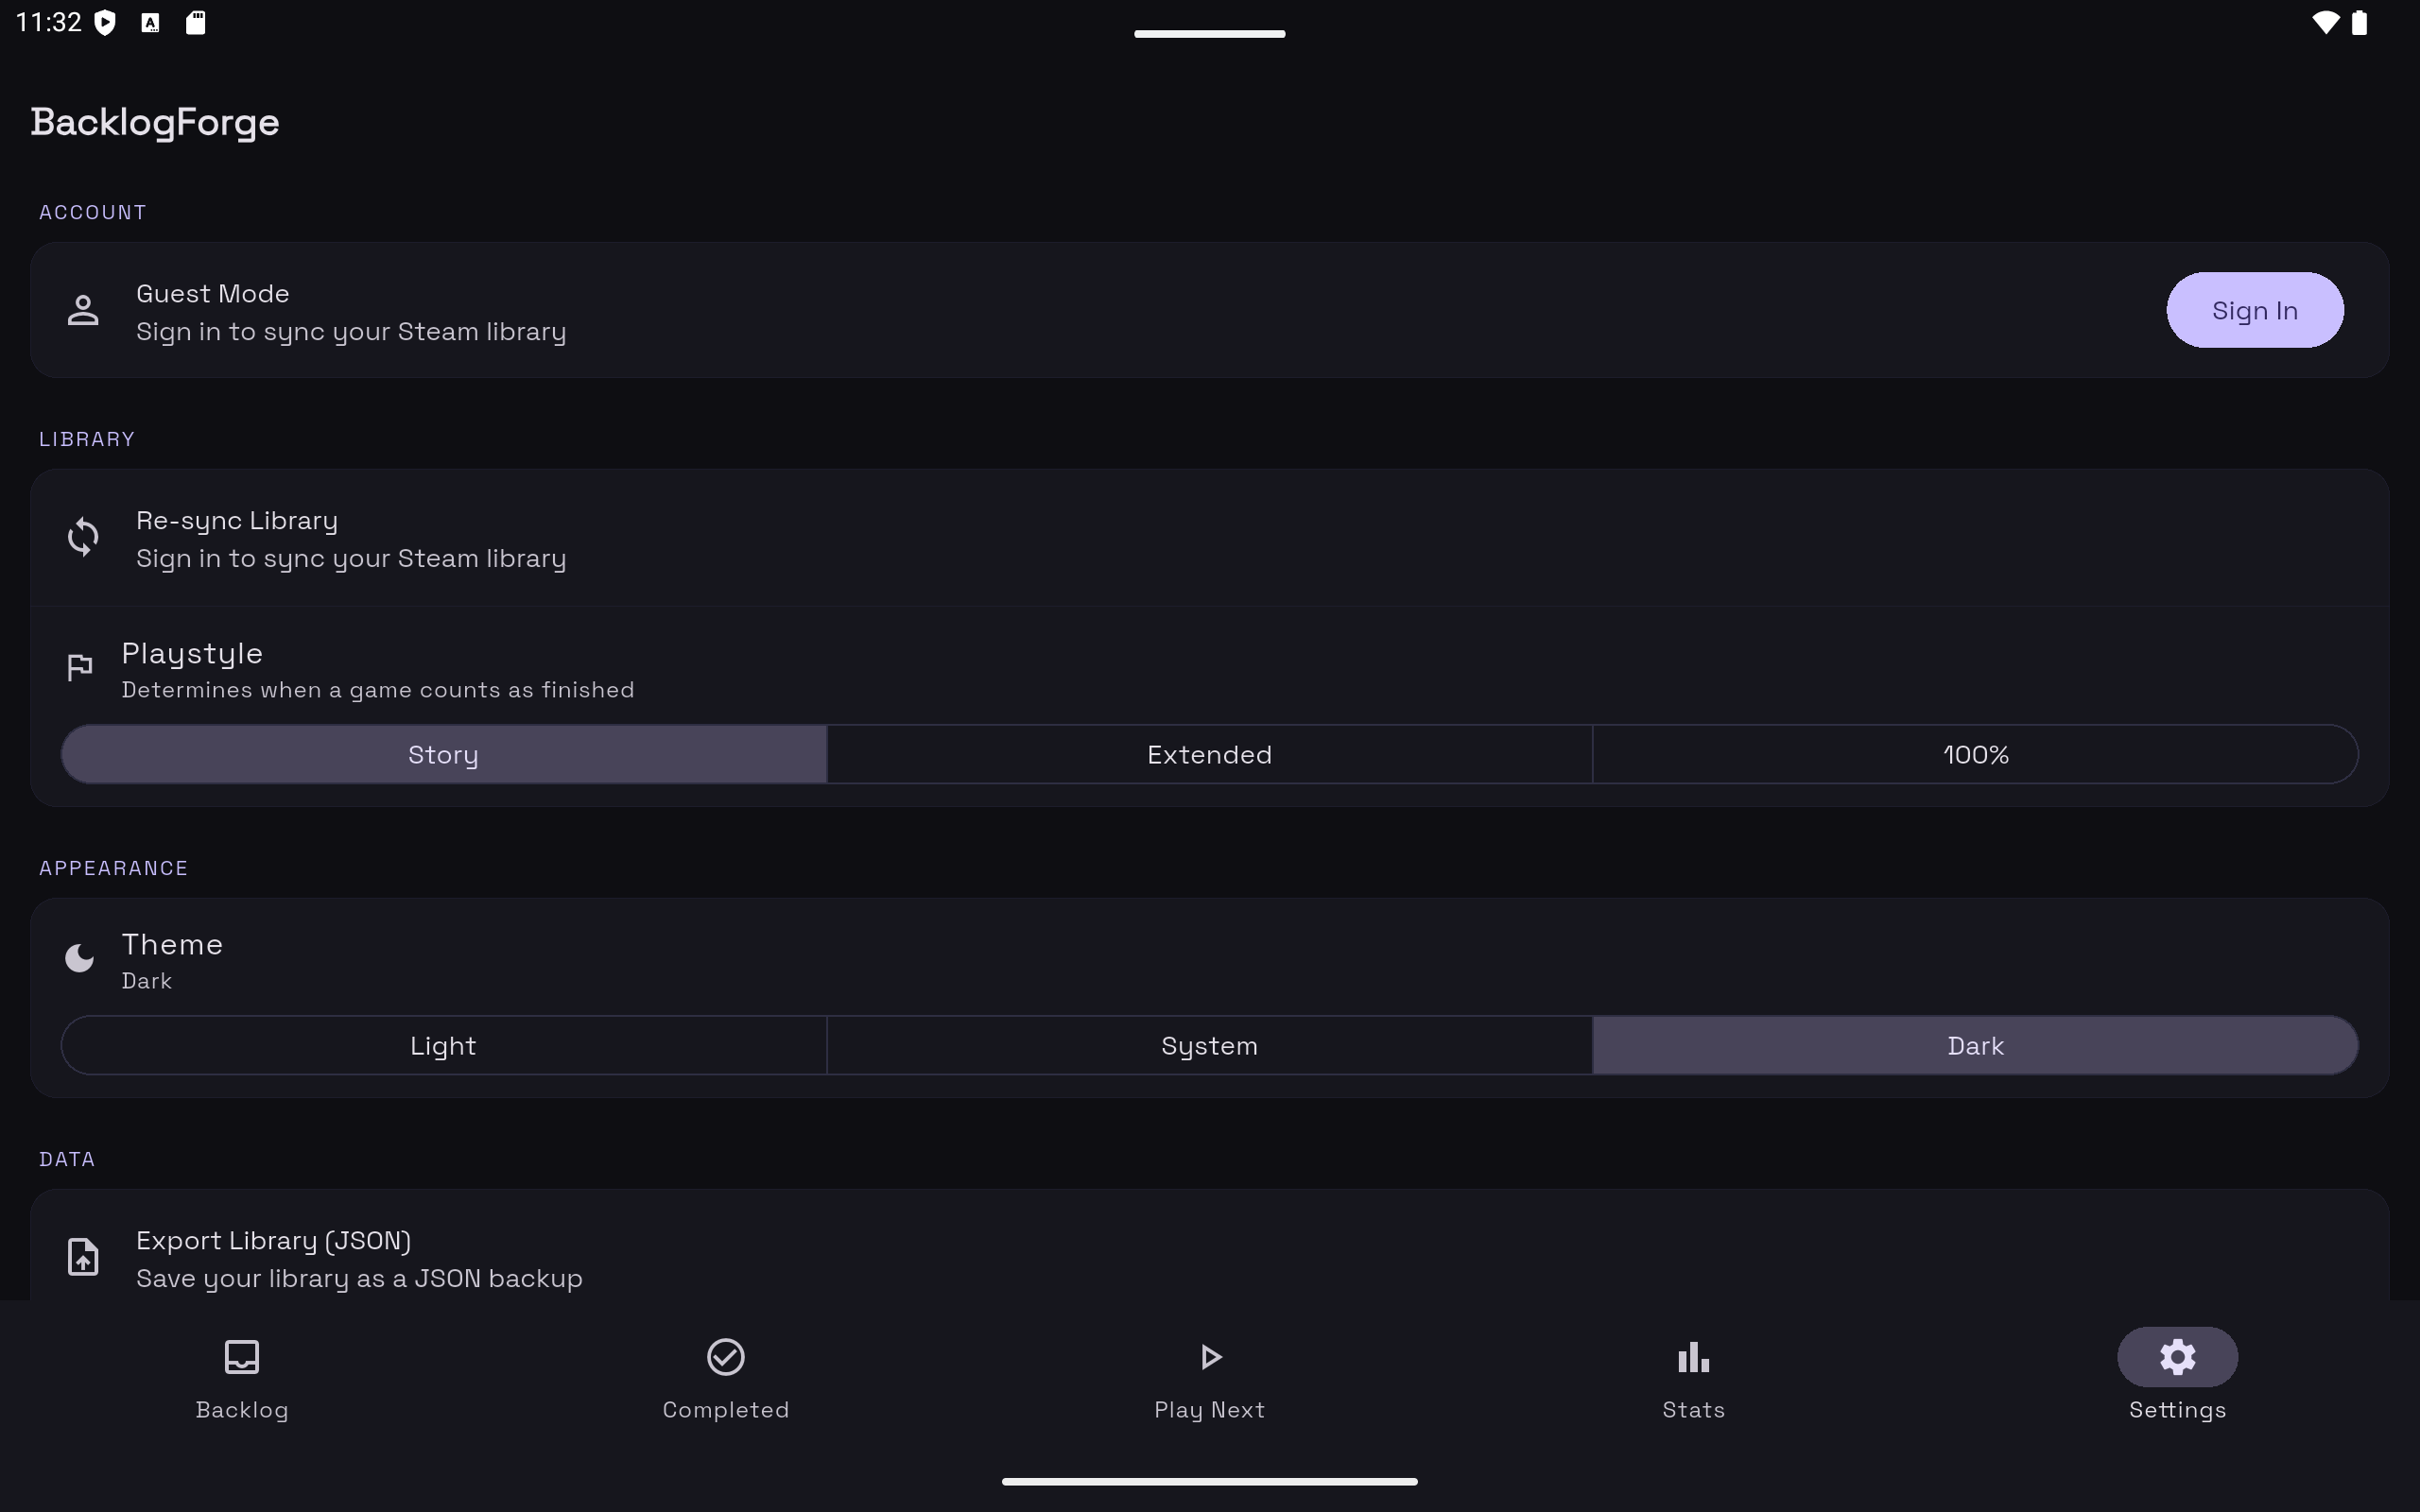 11:32
BacklogForge
ACCOUNT
Guest Mode
Sign in to sync your Steam library
Sign In
LIBRARY
Re-sync Library
Sign in to sync your Steam library
Playstyle
Determines when a game counts as finished
Story
Extended
100%
APPEARANCE
Theme
Dark
Light
System
Dark
DATA
Export Library (JSON)
Save your library as a JSON backup
Backlog
Completed
Play Next
Stats
Settings